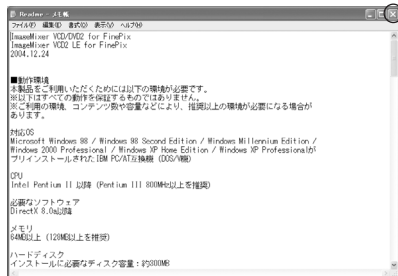 Readme - メモ帳
ファイル(F) 編集(E) 書式(O) 表示(V) ヘルプ(H)
ImageMixer VCD/DVD2 for FinePix
ImageMixer VCD2 LE for FinePix
2004.12.24
■動作環境
本製品をご利用いただくためには以下の環境が必要です。
※以下はすべての動作を保証するものではありません。
※ご利用の環境、コンテンツ数や容量などにより、推奨以上の環境が必要になる場合が
あります。
対応OS
Microsoft Windows 98 / Windows 98 Second Edition / Windows Millennium Edition /
Windows 2000 Professional / Windows XP Home Edition / Windows XP Professionalが
プリインストールされたIBM PC/AT互換機 (DOS/V機)
CPU
Intel Pentium II 以降 (Pentium III 800MHz以上を推奨)
必要なソフトウェア
DirectX 8.0a以降
メモリ
64MB以上 (128MB以上を推奨)
ハードディスク
インストールに必要なディスク容量：約300MB